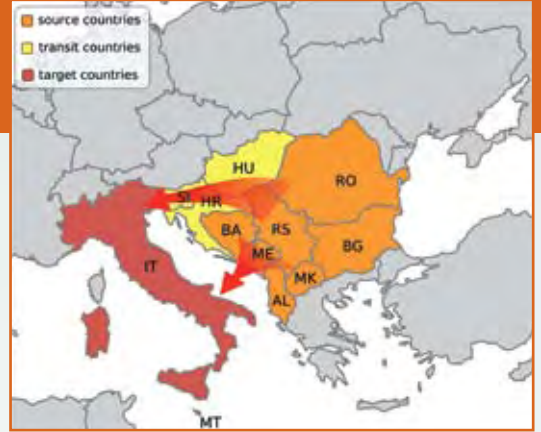 source countries
transit countries
target countries
HU
RO
SI
HR
BA
RS
IT
ME
BG
MK
AL
MT